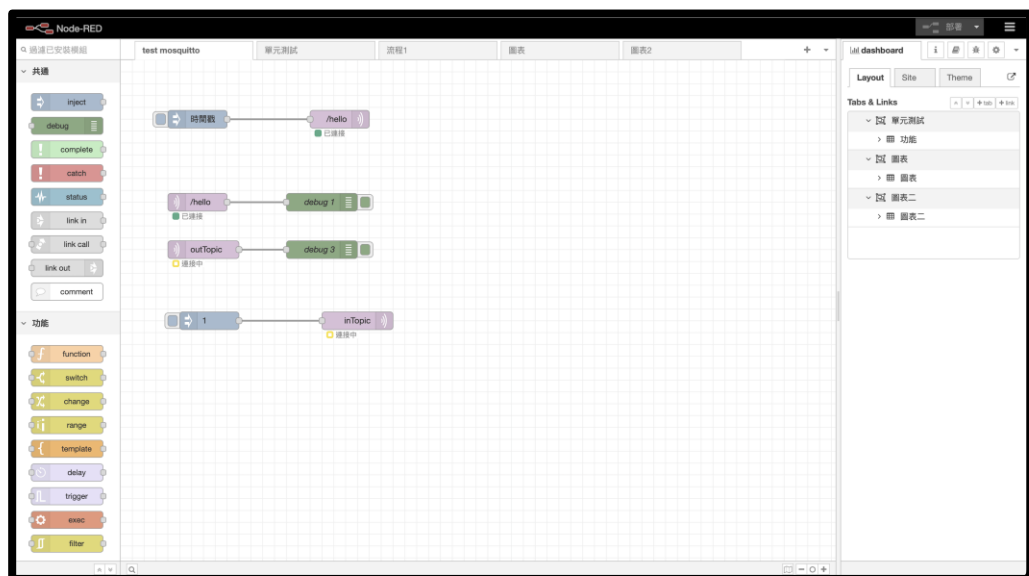 Node-RED
部署
過濾已安裝模組
共通
inject
debug
complete
catch
status
link in
link call
link out
comment
功能
function
switch
change
range
template
delay
trigger
exec
filter
test mosquitto
單元測試
流程1
圖表
圖表2
時間戳
/hello
已連接
/hello
debug 1
已連接
outTopic
debug 3
連接中
1
inTopic
連接中
dashboard
Layout
Site
Theme
Tabs & Links
+ tab
+ link
單元測試
功能
圖表
圖表
圖表二
圖表二